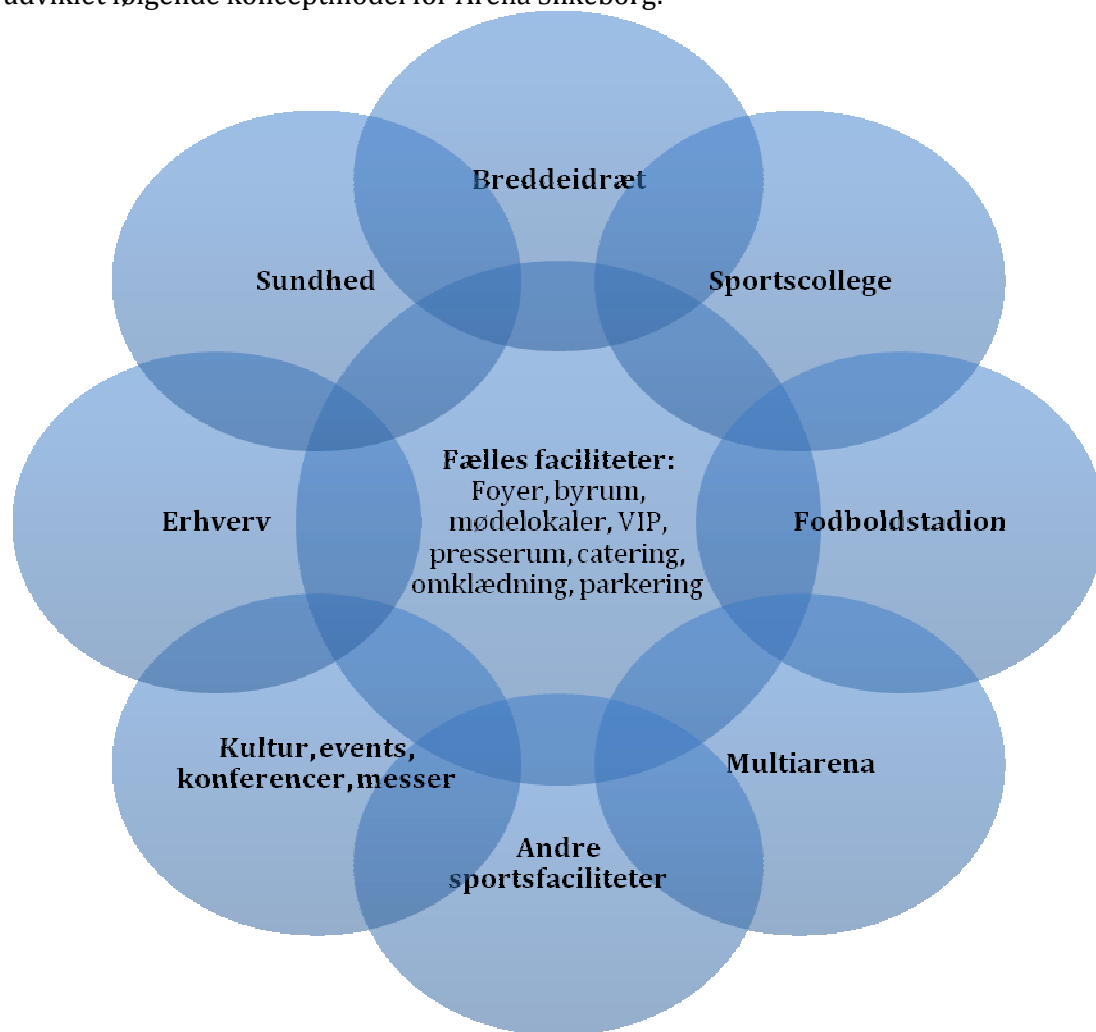 udviklet følgende konceptmodel for Arena Silkeborg:
Breddeidræt
Sundhed
Sportscollege
Fælles faciliteter:
Foyer, byrum,
mødelokaler, VIP,
presserum, catering,
omklædning, parkering
Erhverv
Fodboldstadion
Kultur, events,
konferencer, messer
Multiarena
Andre
sportsfaciliteter